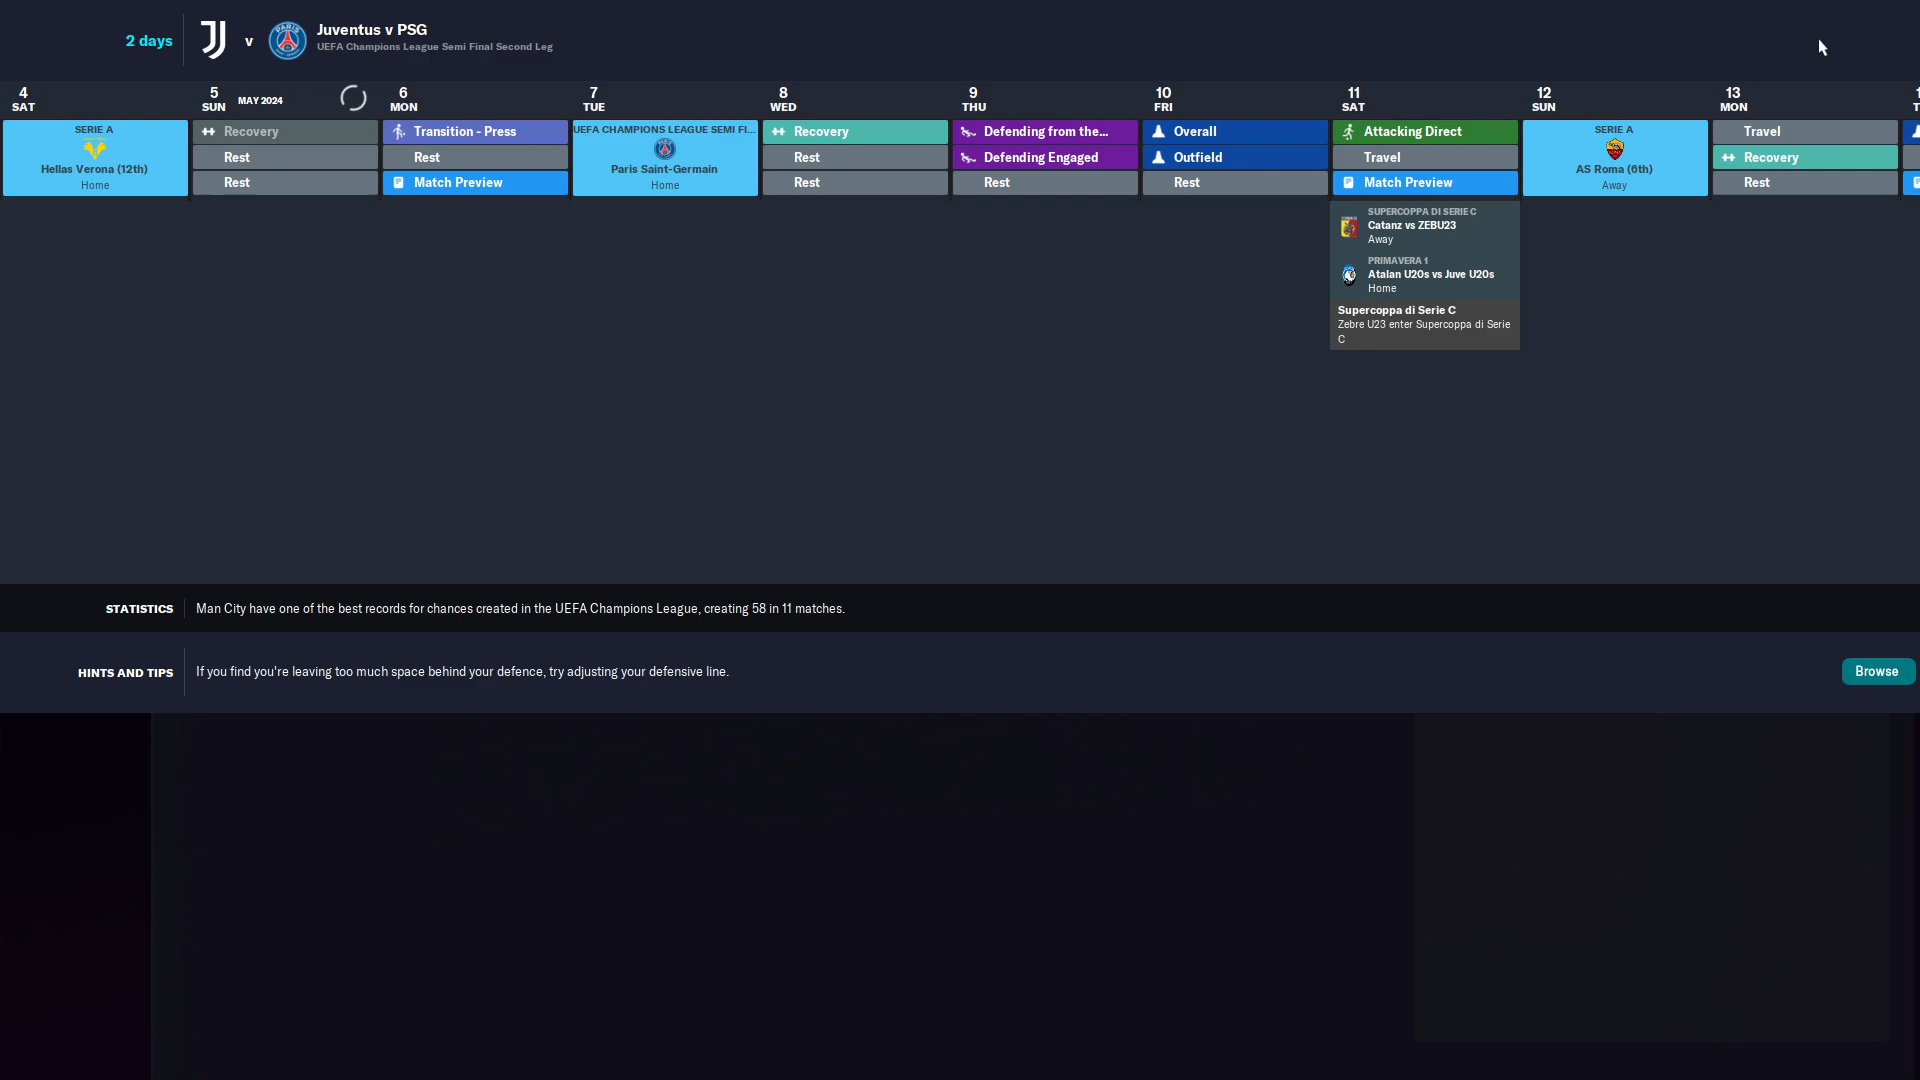 2 days
v
Juventus v PSG
UEFA Champions League Semi Final Second Leg
4
SAT
5
SUN
MAY 2024
6
MON
7
TUE
8
WED
9
THU
10
FRI
11
SAT
12
SUN
13
MON
SERIE A
Hellas Verona (12th)
Home
Recovery
Rest
Rest
Transition - Press
Rest
Match Preview
UEFA CHAMPIONS LEAGUE SEMI FI...
Paris Saint-Germain
Home
Recovery
Rest
Rest
Defending from the...
Defending Engaged
Rest
Overall
Outfield
Rest
Attacking Direct
Travel
Match Preview
SUPERCOPPA DI SERIE C
Catanz vs ZEBU23
Away
PRIMAVERA 1
Atalan U20s vs Juve U20s
Home
Supercoppa di Serie C
Zebre U23 enter Supercoppa di Serie
C
SERIE A
AS Roma (6th)
Away
Travel
Recovery
Rest
STATISTICS
Man City have one of the best records for chances created in the UEFA Champions League, creating 58 in 11 matches.
HINTS AND TIPS
If you find you're leaving too much space behind your defence, try adjusting your defensive line.
Browse